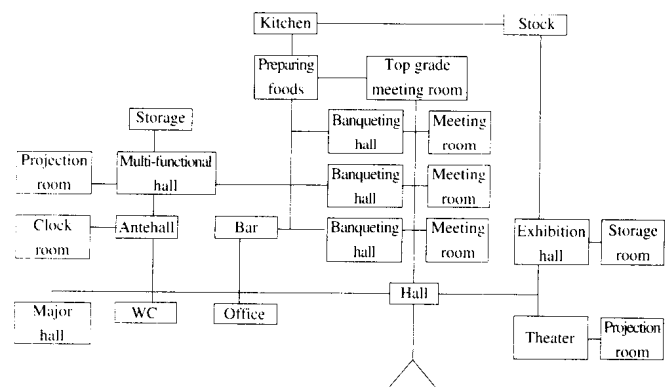 Kitchen
Stock
Preparing
foods
Top grade
meeting room
Storage
Banqueting
hall
Meeting
room
Projection
room
Multi-functional
hall
Banqueting
hall
Meeting
room
Clock
room
Antehall
Bar
Banqueting
hall
Meeting
room
Exhibition
hall
Storage
room
Hall
Major
hall
WC
Office
Theater
Projection
room